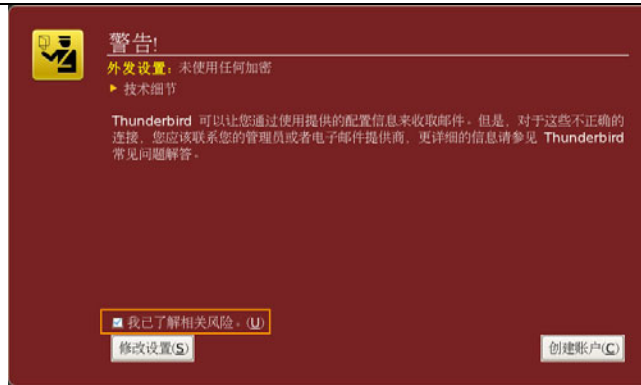 警告!
外发设置：未使用任何加密
技术细节
Thunderbird 可以让您通过使用提供的配置信息来收取邮件。但是，对于这些不正确的
连接，您应该联系您的管理员或者电子邮件提供商，更详细的信息请参见 Thunderbird
常见问题解答。
我已了解相关风险。(U)
修改设置(S) 创建账户(C)